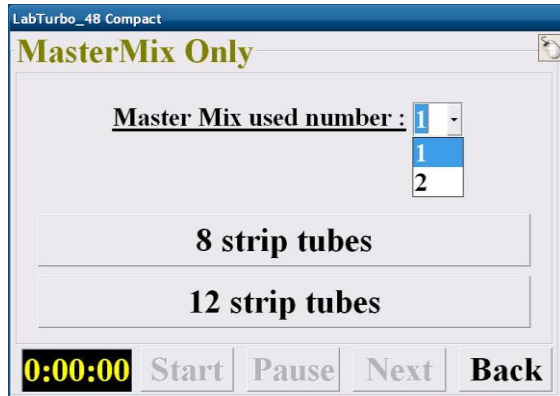 LabTurbo_48 Compact
MasterMix Only
Master Mix used number : 1
1
2
8 strip tubes
12 strip tubes
0:00:00 Start Pause Next Back